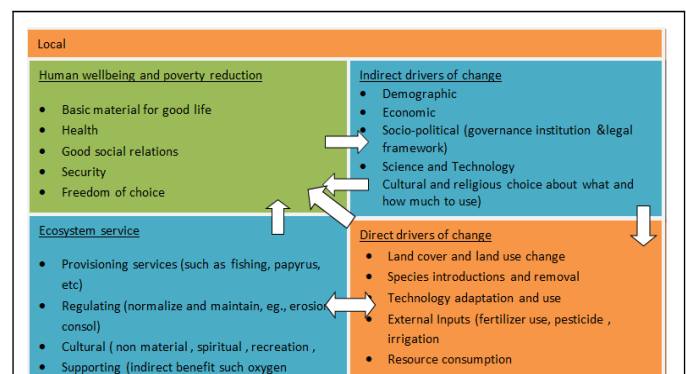 Local
Human wellbeing and poverty reduction
Basic material for good life
Health
Good social relations
Security
Freedom of choice
Indirect drivers of change
Demographic
Economic
Socio-political (governance institution &legal
framework)
Science and Technology
Cultural and religious choice about what and
how much to use)
Ecosystem service
Provisioning services (such as fishing, papyrus,
etc)
Regulating (normalize and maintain, eg., erosion
consol)
Cultural ( non material , spiritual , recreation ,
Supporting (indirect benefit such oxygen
Direct drivers of change
Land cover and land use change
Species introductions and removal
Technology adaptation and use
External Inputs (fertilizer use, pesticide ,
irrigation
Resource consumption